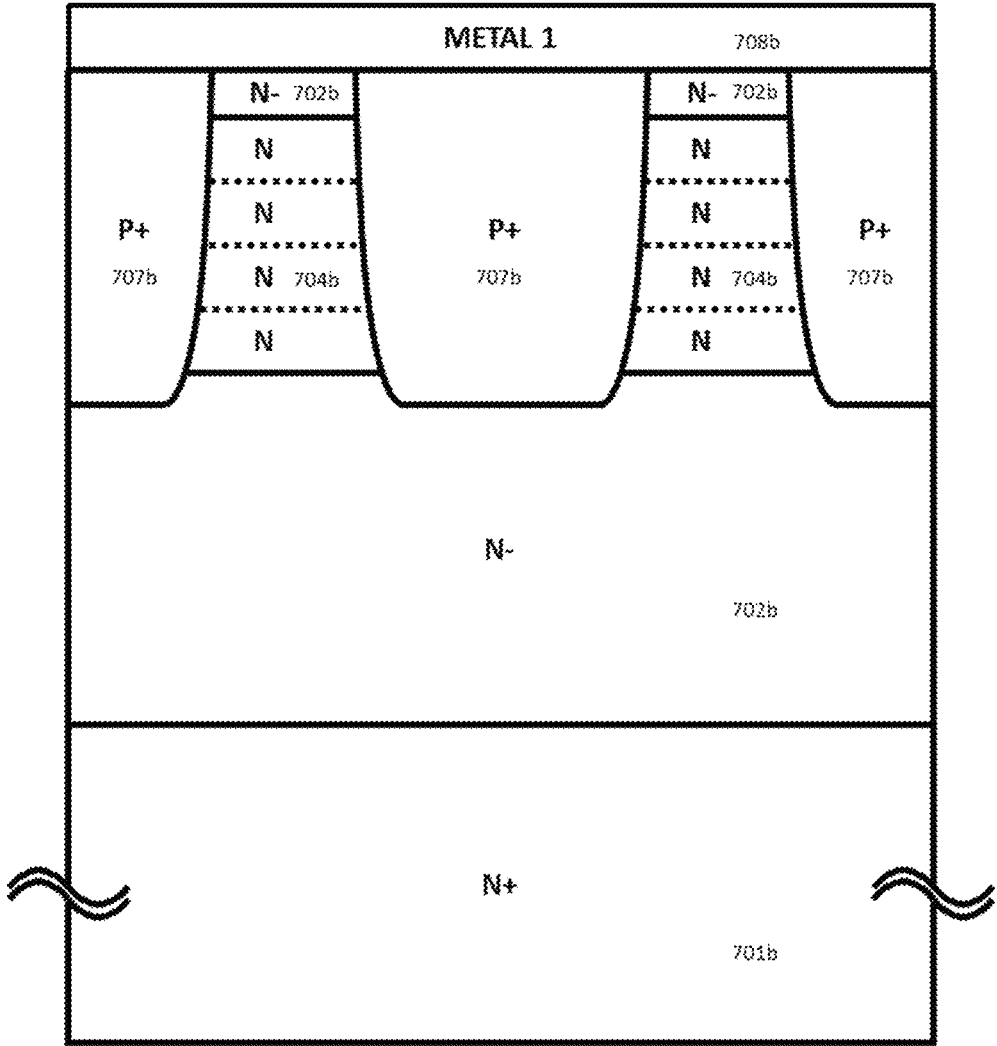 METAL 1 708b
N- 702b N- 702b
N N
P+ N P+ N P+
707b N 704b 707b N 704b 707b
N N
N-
702b
N+
701b